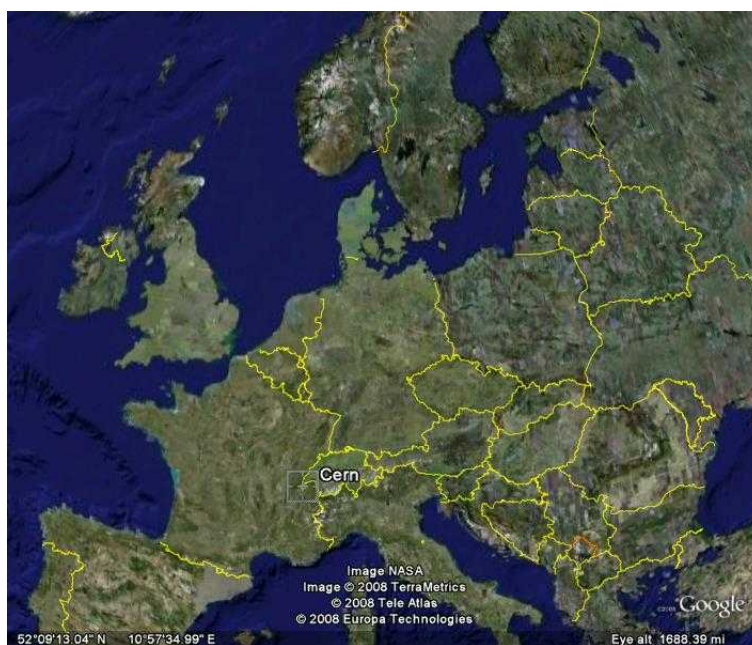 Cern
Image NASA
Image © 2008 TerraMetrics
© 2008 Tele Atlas
© 2008 Europa Technologies
©2008 Google
52°09'13.04" N 10°57'34.99" E
Eye alt 1688.39 mi